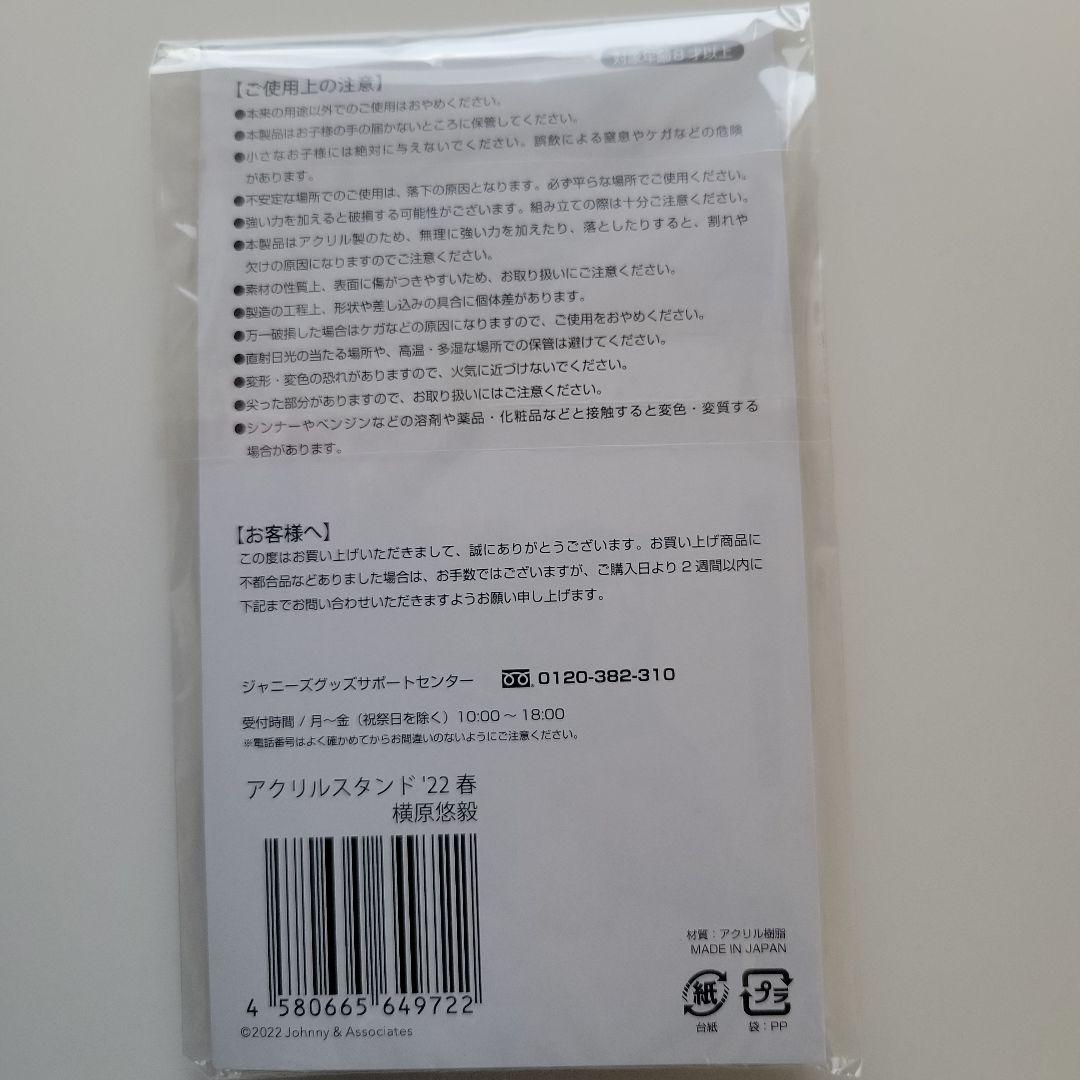 対象年齢8才以上
【ご使用上の注意】
●本来の用途以外でのご使用はおやめください。
●本製品はお子様の手の届かないところに保管してください。
●小さなお子様には絶対に与えないでください。誤飲による窒息やケガなどの危険
があります。
●不安定な場所でのご使用は、落下の原因となります。必ず平らな場所でご使用ください。
●強い力を加えると破損する可能性がございます。組み立ての際は十分ご注意ください。
●本製品はアクリル製のため、無理に強い力を加えたり、落としたりすると、割れや
欠けの原因になりますのでご注意ください。
●素材の性質上、表面に傷がつきやすいため、お取り扱いにご注意ください。
●製造の工程上、形状や差し込みの具合に個体差があります。
●万一破損した場合はケガなどの原因になりますので、ご使用をおやめください。
●直射日光の当たる場所や、高温・多湿な場所での保管は避けてください。
●変形・変色の恐れがありますので、火気に近づけないでください。
●尖った部分がありますので、お取り扱いにはご注意ください。
●シンナーやベンジンなどの溶剤や薬品・化粧品などと接触すると変色・変質する
場合があります。
【お客様へ】
この度はお買い上げいただきまして、誠にありがとうございます。お買い上げ商品に
不都合品などありました場合は、お手数ではございますが、ご購入日より2週間以内に
下記までお問い合わせいただきますようお願い申し上げます。
ジャニーズグッズサポートセンター 0120-382-310
受付時間 / 月～金（祝祭日を除く）10:00 ～ 18:00
※電話番号はよく確かめてからお間違いのないようにご注意ください。
アクリルスタンド '22 春
横原悠毅
4 580665 649722
©2022 Johnny & Associates
材質：アクリル樹脂
MADE IN JAPAN
紙 プラ
台紙 袋：PP